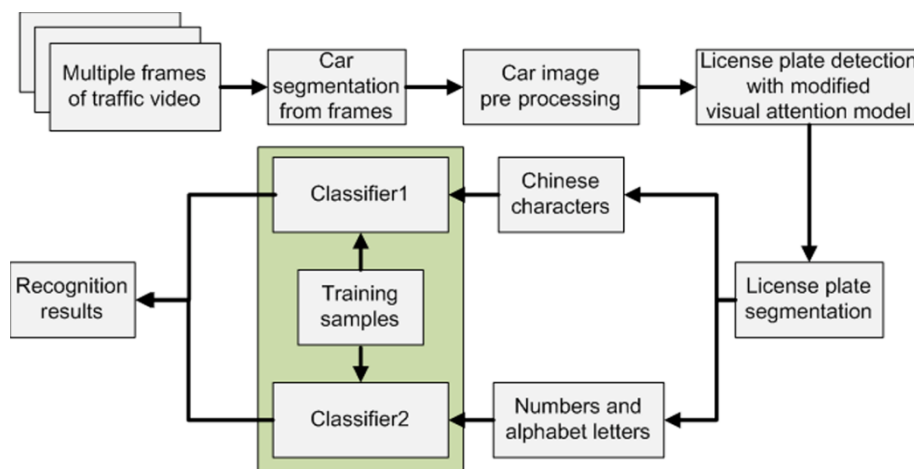 Multiple frames
of traffic video
Car
segmentation
from frames
Car image
pre processing
License plate detection
with modified
visual attention model
Classifier1
Chinese
characters
Recognition
results
Training
samples
License plate
segmentation
Classifier2
Numbers and
alphabet letters